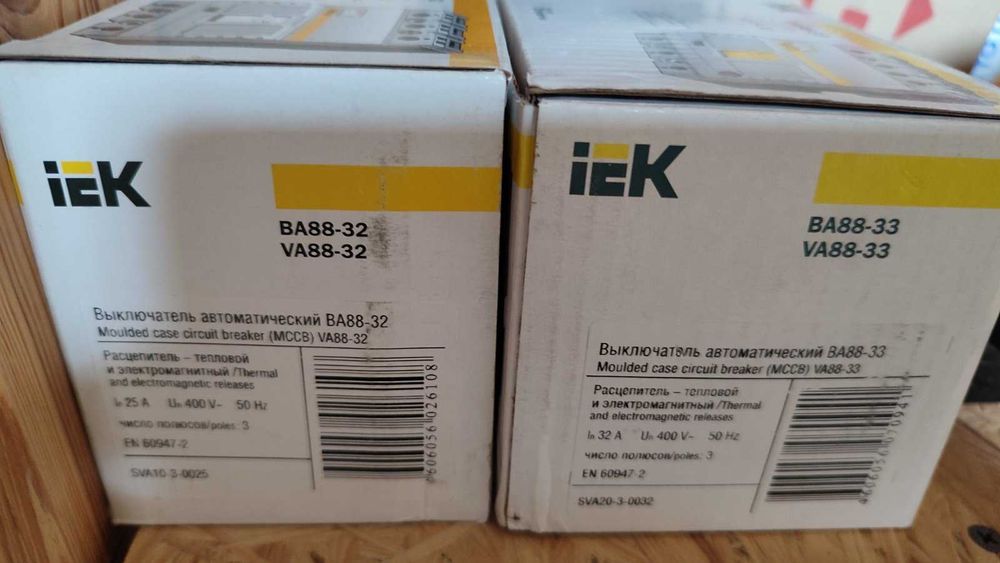 iEK
BA88-32
VA88-32
Выключатель автоматический ВА88-32
Moulded case circuit breaker (MCCB) VA88-32
Расцепитель – тепловой
и электромагнитный /Thermal
and electromagnetic releases
Iₙ 25 A Uₙ 400 V~ 50 Hz
число полюсов/poles: 3
EN 60947-2
SVA10-3-0025
606056 026108
iEK
BA88-33
VA88-33
Выключатель автоматический ВА88-33
Moulded case circuit breaker (MCCB) VA88-33
Расцепитель – тепловой
и электромагнитный /Thermal
and electromagnetic releases
Iₙ 32 A Uₙ 400 V~ 50 Hz
число полюсов/poles: 3
EN 60947-2
SVA20-3-0032